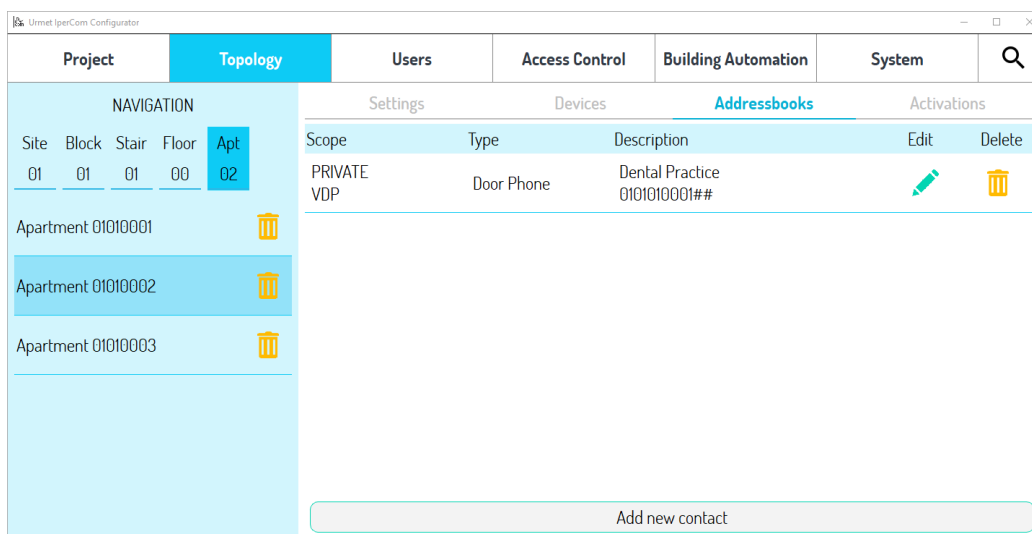 Urmet IperCom Configurator
Project Topology Users Access Control Building Automation System
NAVIGATION
Site Block Stair Floor Apt
01 01 01 00 02
Apartment 01010001
Apartment 01010002
Apartment 01010003
Settings Devices Addressbooks Activations
Scope Type Description Edit Delete
PRIVATE
VDP
Door Phone
Dental Practice
0101010001##
Add new contact